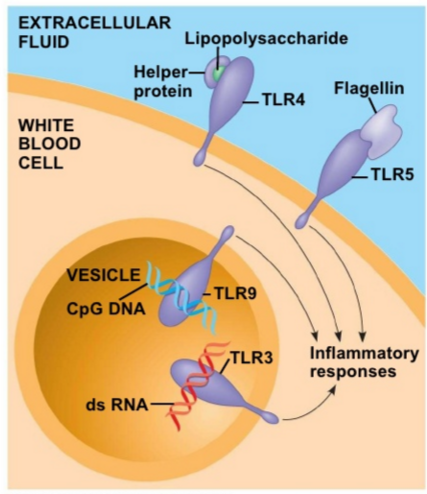 EXTRACELLULAR
FLUID
Lipopolysaccharide
Helper
protein
TLR4
Flagellin
WHITE
BLOOD
CELL
TLR5
VESICLE
CpG DNA
TLR9
TLR3
Inflammatory
responses
ds RNA